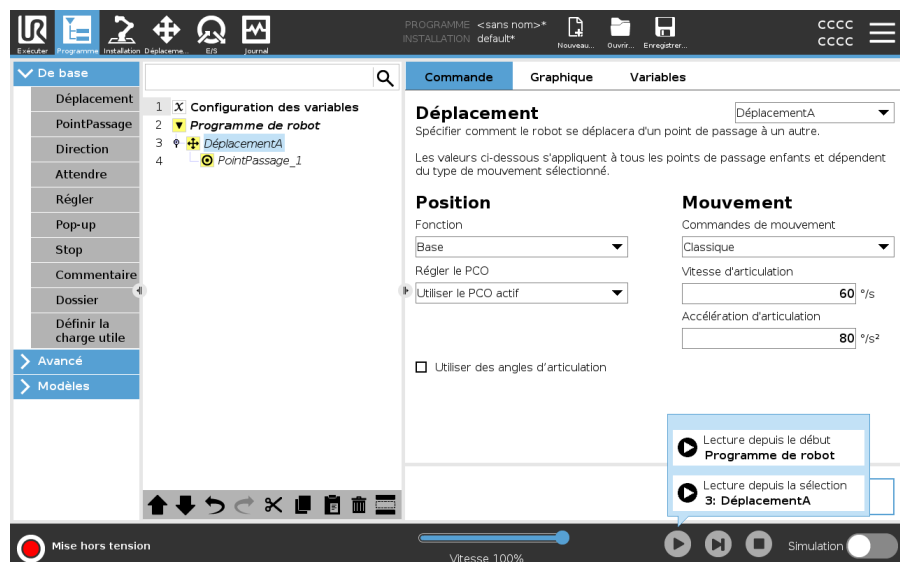 PROGRAMME <sans nom>*
INSTALLATION default*
CCCC
CCCC
Exécuter
Programme
Installation
Déplaceme...
E/S
Journal
Nouveau...
Ouvrir...
Enregistrer...
De base
Déplacement
PointPassage
Direction
Attendre
Régler
Pop-up
Stop
Commentaire
Dossier
Définir la
charge utile
Avancé
Modèles
1 X Configuration des variables
2 Programme de robot
3 DéplacementA
4 PointPassage_1
Commande
Graphique
Variables
Déplacement
DéplacementA
Spécifier comment le robot se déplacera d'un point de passage à un autre.
Les valeurs ci-dessous s'appliquent à tous les points de passage enfants et dépendent
du type de mouvement sélectionné.
Position
Fonction
Base
Régler le PCO
Utiliser le PCO actif
Utiliser des angles d’articulation
Mouvement
Commandes de mouvement
Classique
Vitesse d'articulation
60 °/s
Accélération d'articulation
80 °/s²
Lecture depuis le début
Programme de robot
Lecture depuis la sélection
3: DéplacementA
Mise hors tension
Vitesse 100%
Simulation